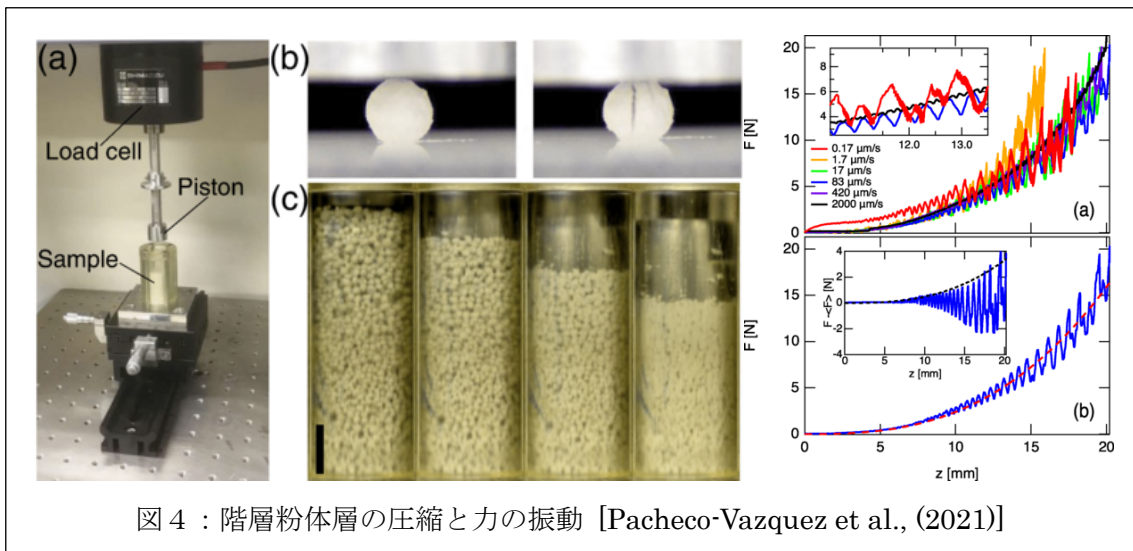 (a)
SHIMADZU
Load cell
Piston
Sample
(b)
(c)
F [N]
20
15
10
5
0
8
6
4
12.0
13.0
0.17 μm/s
1.7 μm/s
17 μm/s
83 μm/s
420 μm/s
2000 μm/s
(a)
F [N]
20
15
10
5
0
F -<F> [N]
4
2
0
-2
-4
0
5
10
15
20
z [mm]
(b)
0
5
10
15
20
z [mm]
図4:階層粉体層の圧縮と力の振動 [Pacheco-Vazquez et al., (2021)]